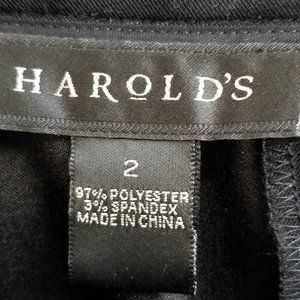 HAROLD'S
2
97% POLYESTER
3% SPANDEX
MADE IN CHINA